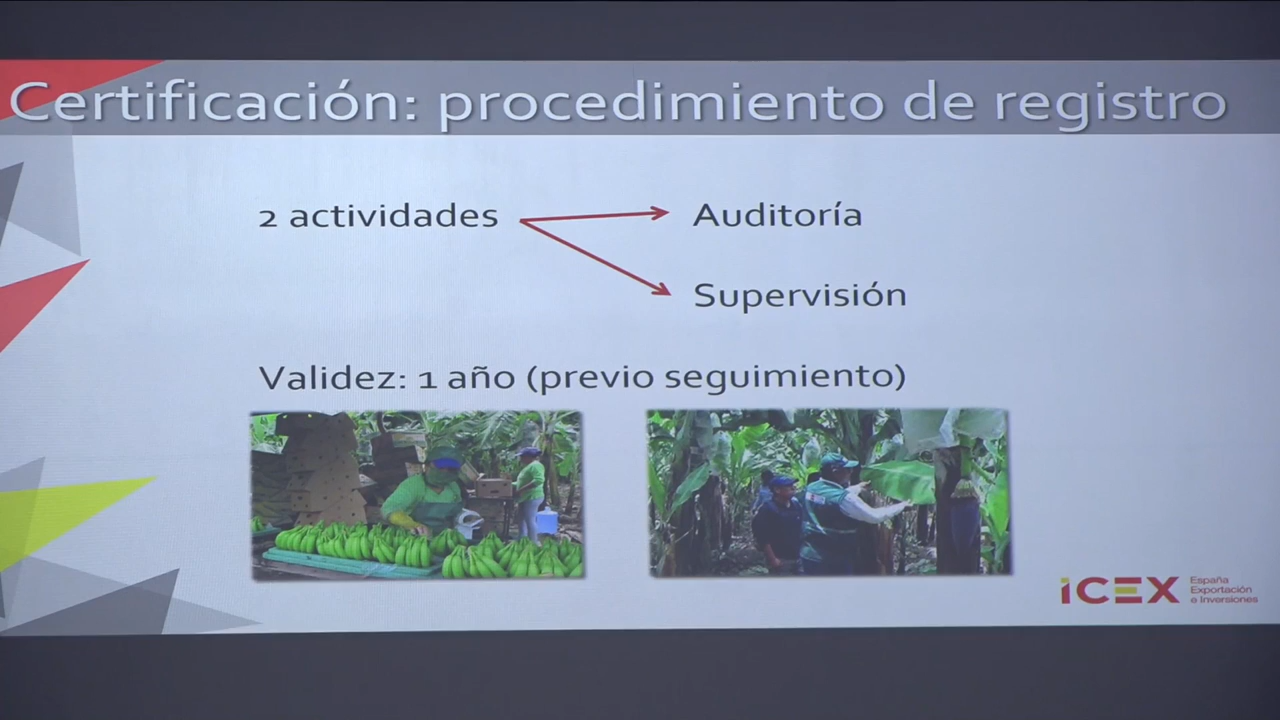 Certificación: procedimiento de registro
2 actividades
Auditoría
Supervisión
Validez: 1 año (previo seguimiento)
iCEX
España
Exportación
e Inversiones